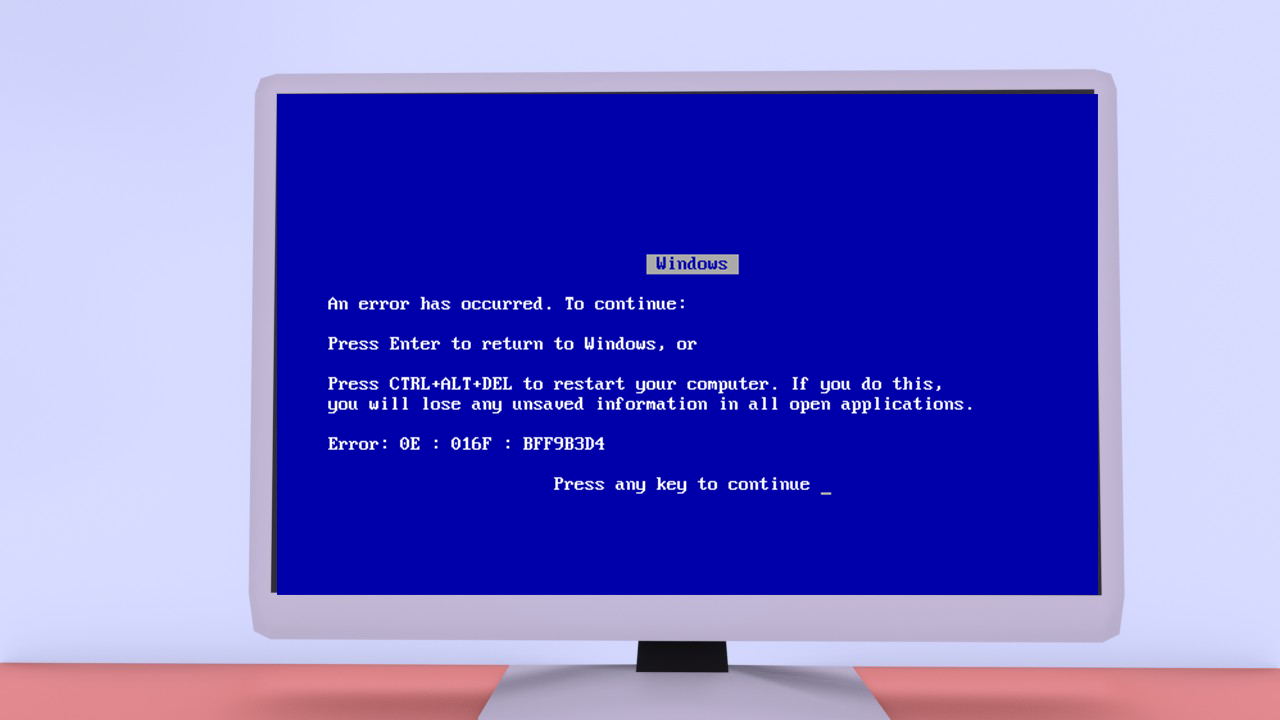 Windows
An error has occurred. To continue:
Press Enter to return to Windows, or
Press CTRL+ALT+DEL to restart your computer. If you do this,
you will lose any unsaved information in all open applications.
Error: 0E : 016F : BFF9B3D4
Press any key to continue _